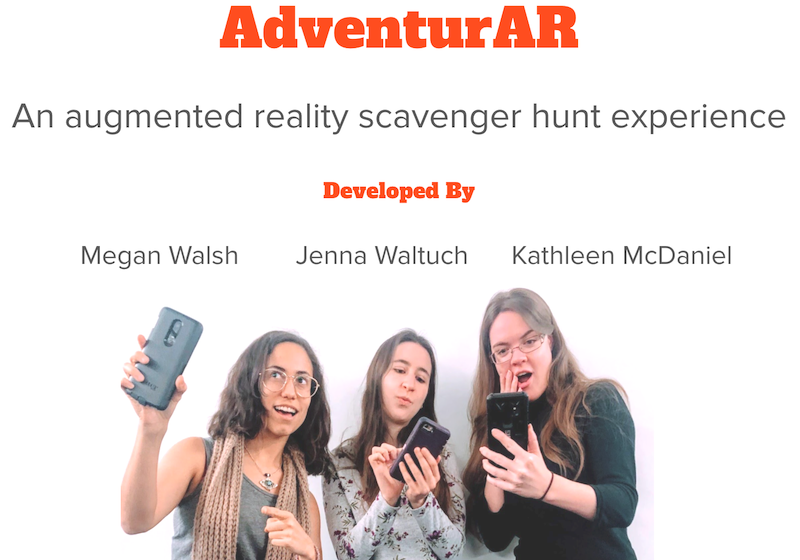 AdventurAR
An augmented reality scavenger hunt experience
Developed By
Megan Walsh Jenna Waltuch Kathleen McDaniel